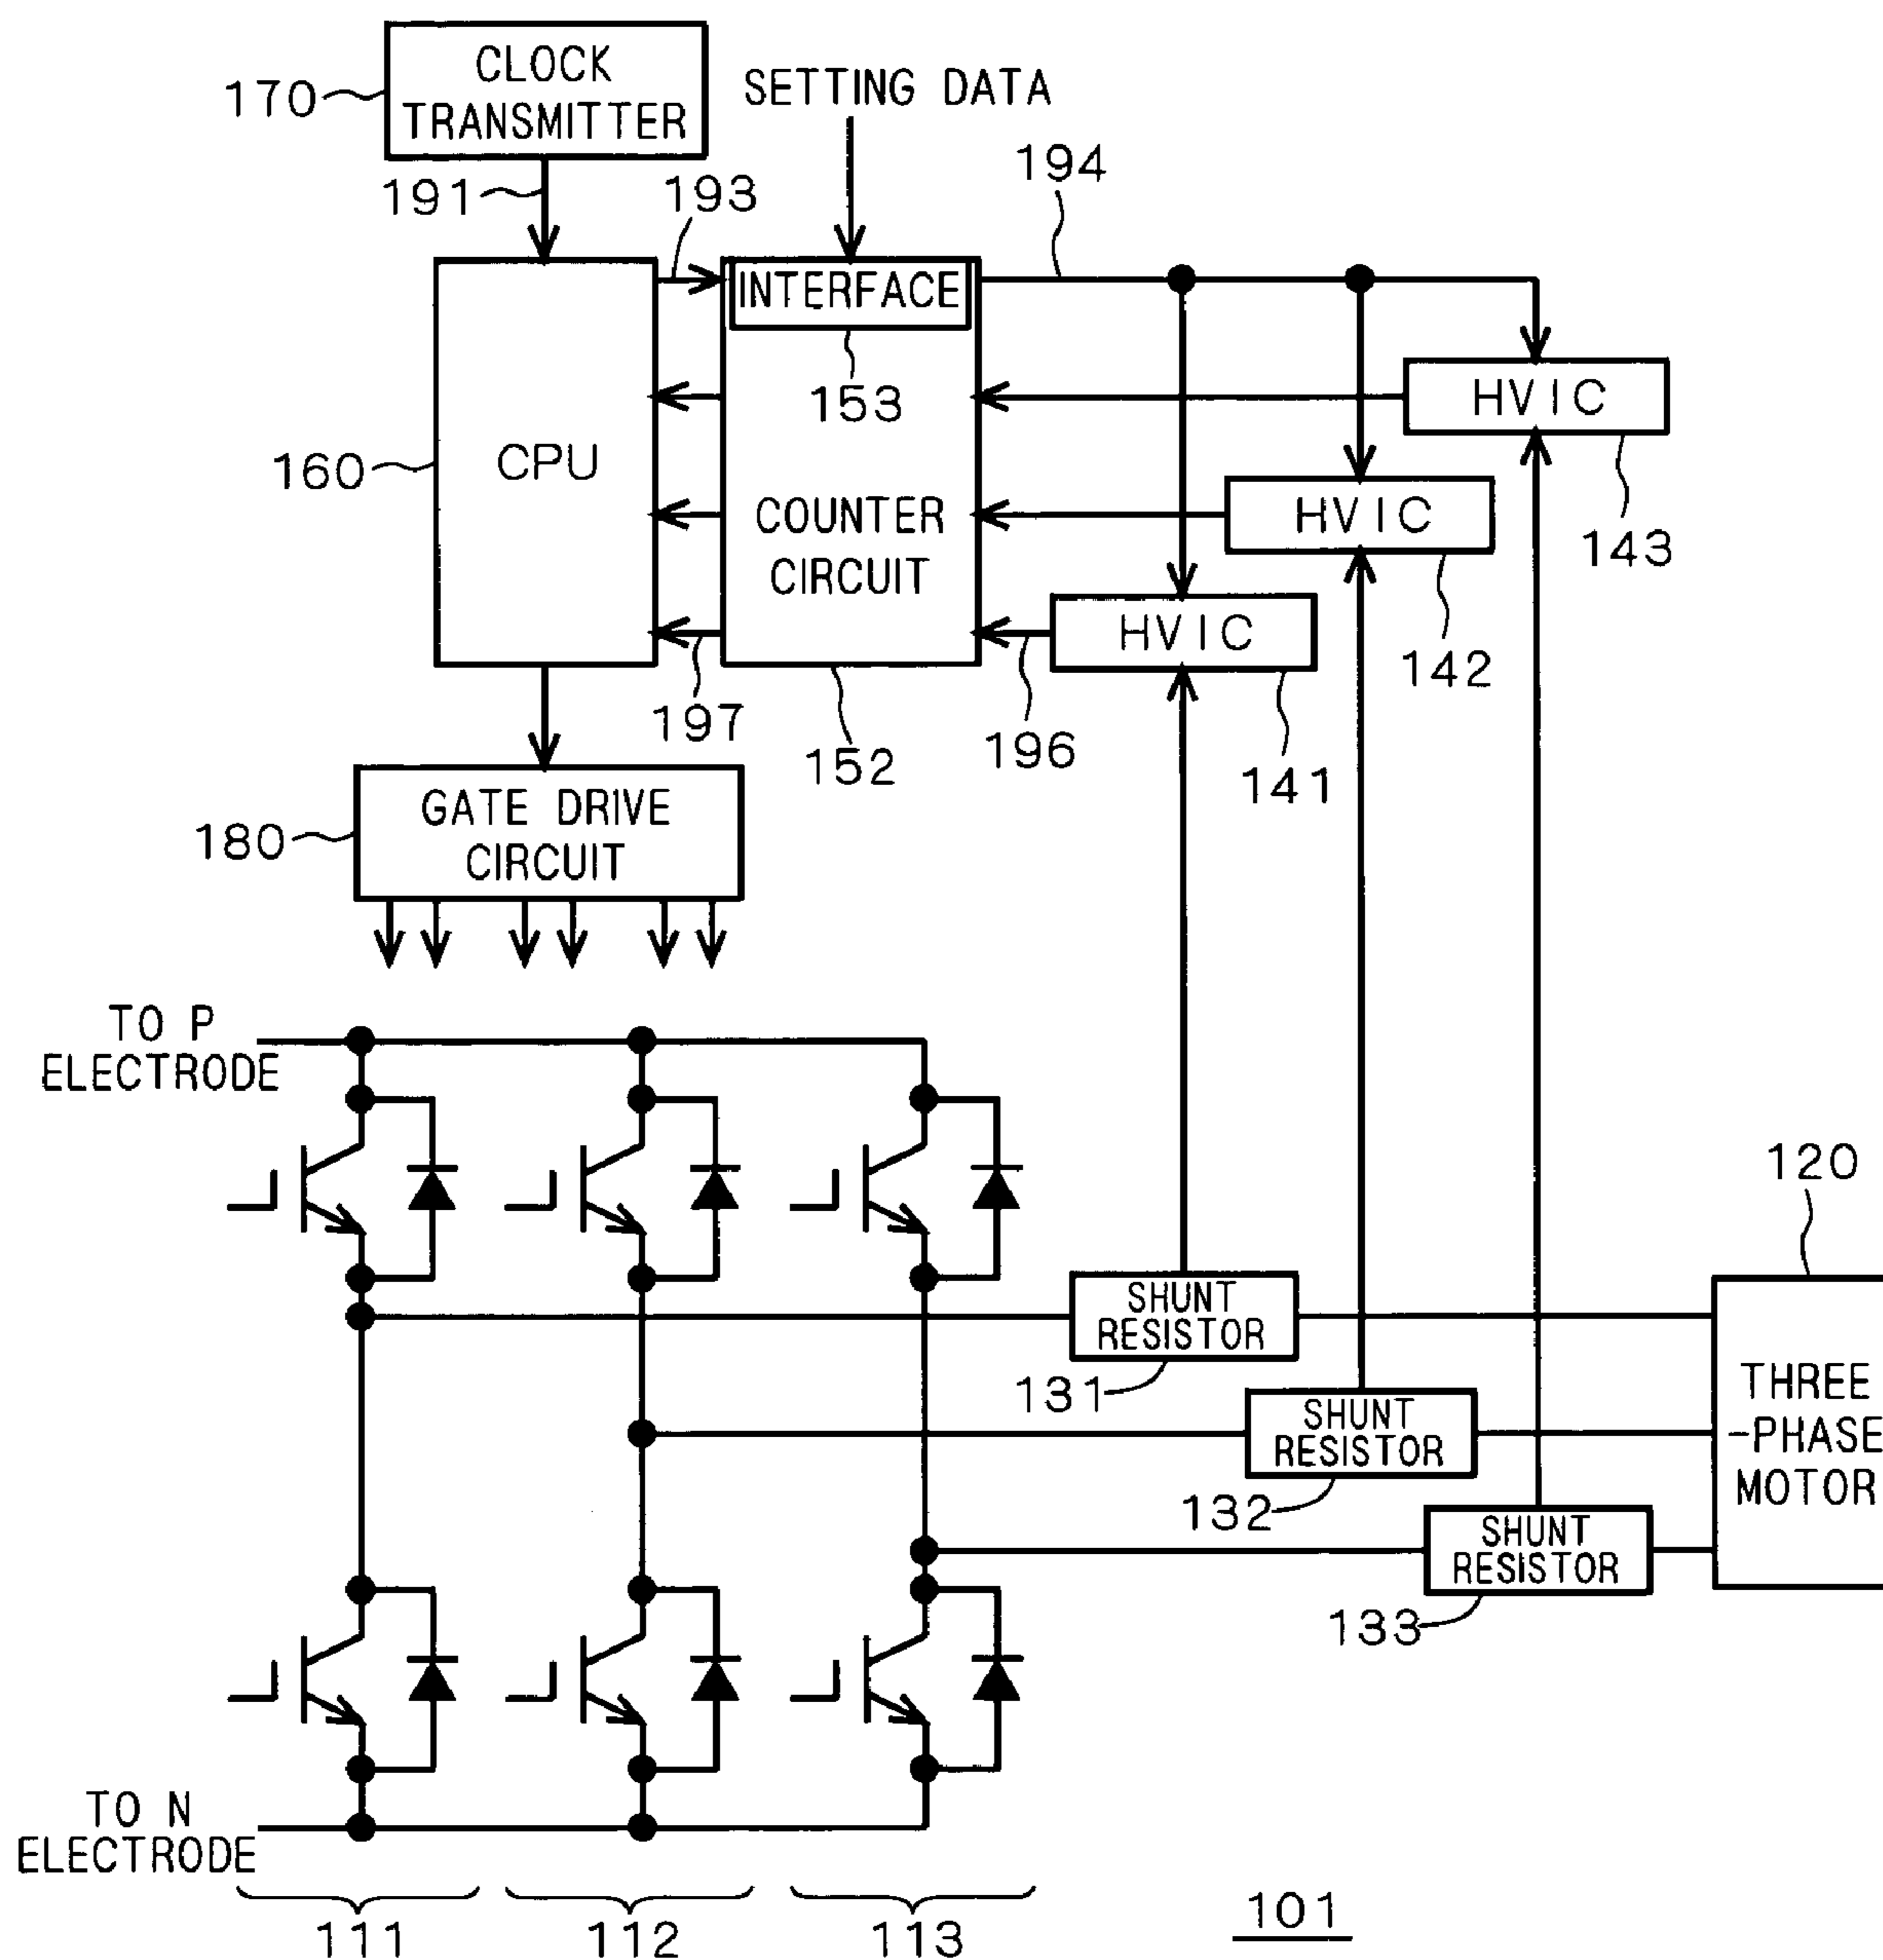 CLOCK
TRANSMITTER
170
SETTING DATA
191
193
194
INTERFACE
153
HVIC
143
160
CPU
COUNTER
CIRCUIT
HVIC
142
HVIC
141
197
152
196
GATE DRIVE
CIRCUIT
180
TO P
ELECTRODE
120
SHUNT
RESISTOR
131
THREE
-PHASE
MOTOR
SHUNT
RESISTOR
132
SHUNT
RESISTOR
133
TO N
ELECTRODE
111
112
113
101